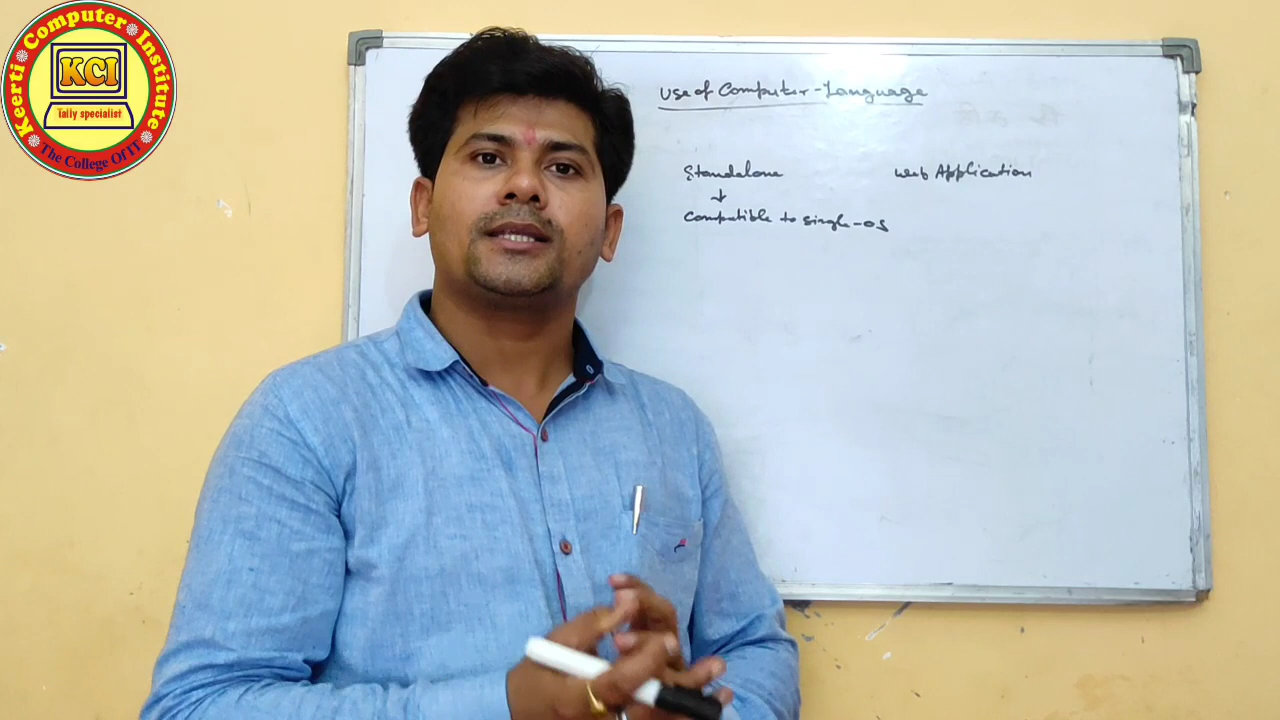 Keerti Computer Institute
KCI
Tally specialist
The College Of IT
Use of Computer-Language
Standalone
Web Application
Compatible to single-OS